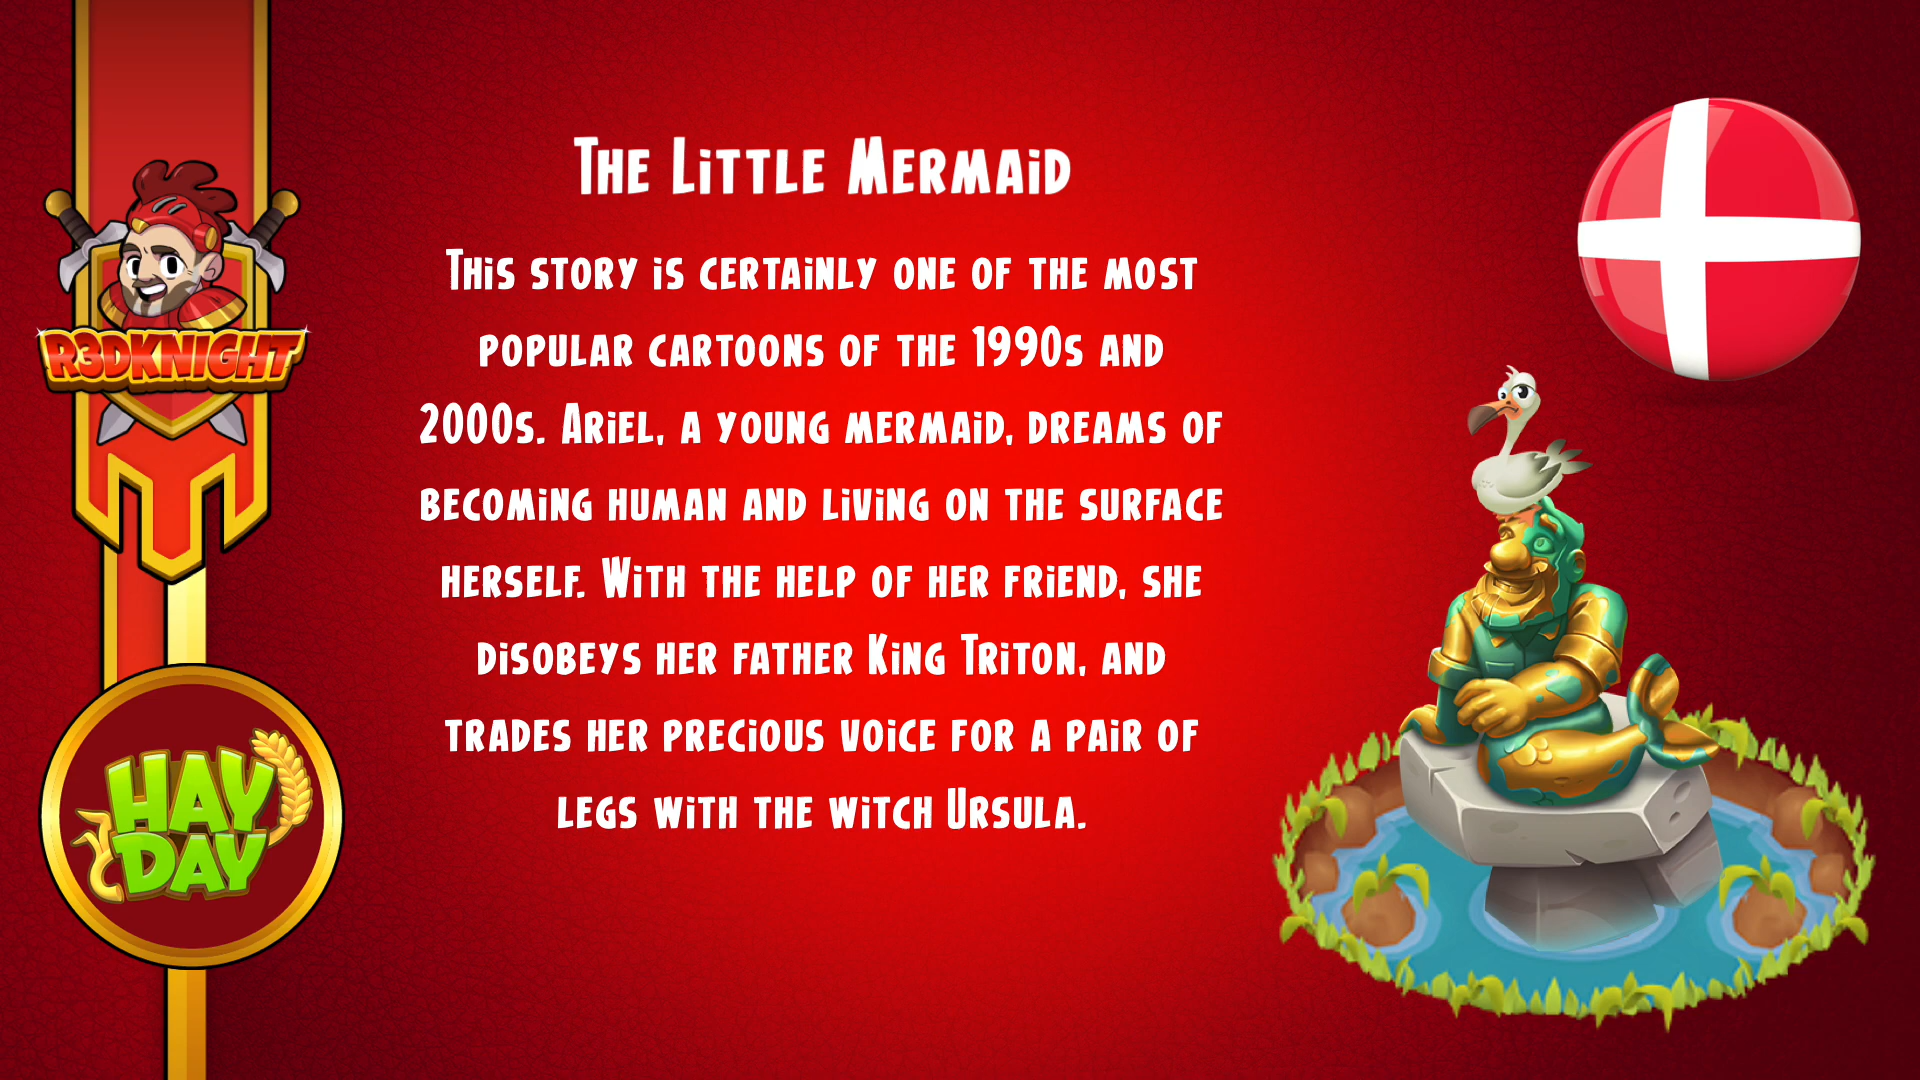 The Little Mermaid
This story is certainly one of the most
popular cartoons of the 1990s and
2000s. Ariel, a young mermaid, dreams of
becoming human and living on the surface
herself. With the help of her friend, she
disobeys her father King Triton, and
trades her precious voice for a pair of
legs with the witch Ursula.
R3DKNIGHT
HAY
DAY